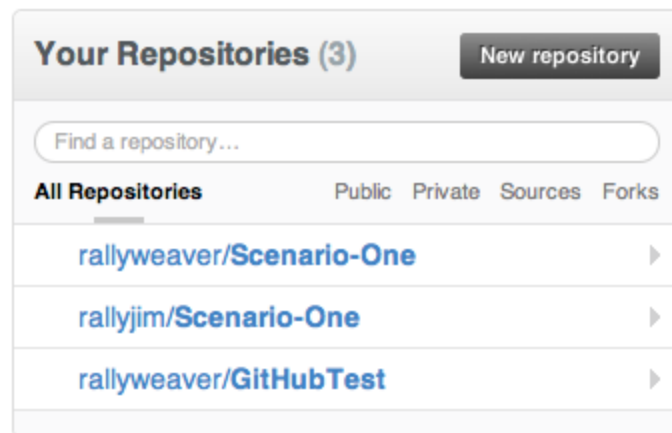 Your Repositories (3) New repository
Find a repository...
All Repositories Public Private Sources Forks
rallyweaver/Scenario-One
rallyjim/Scenario-One
rallyweaver/GitHubTest